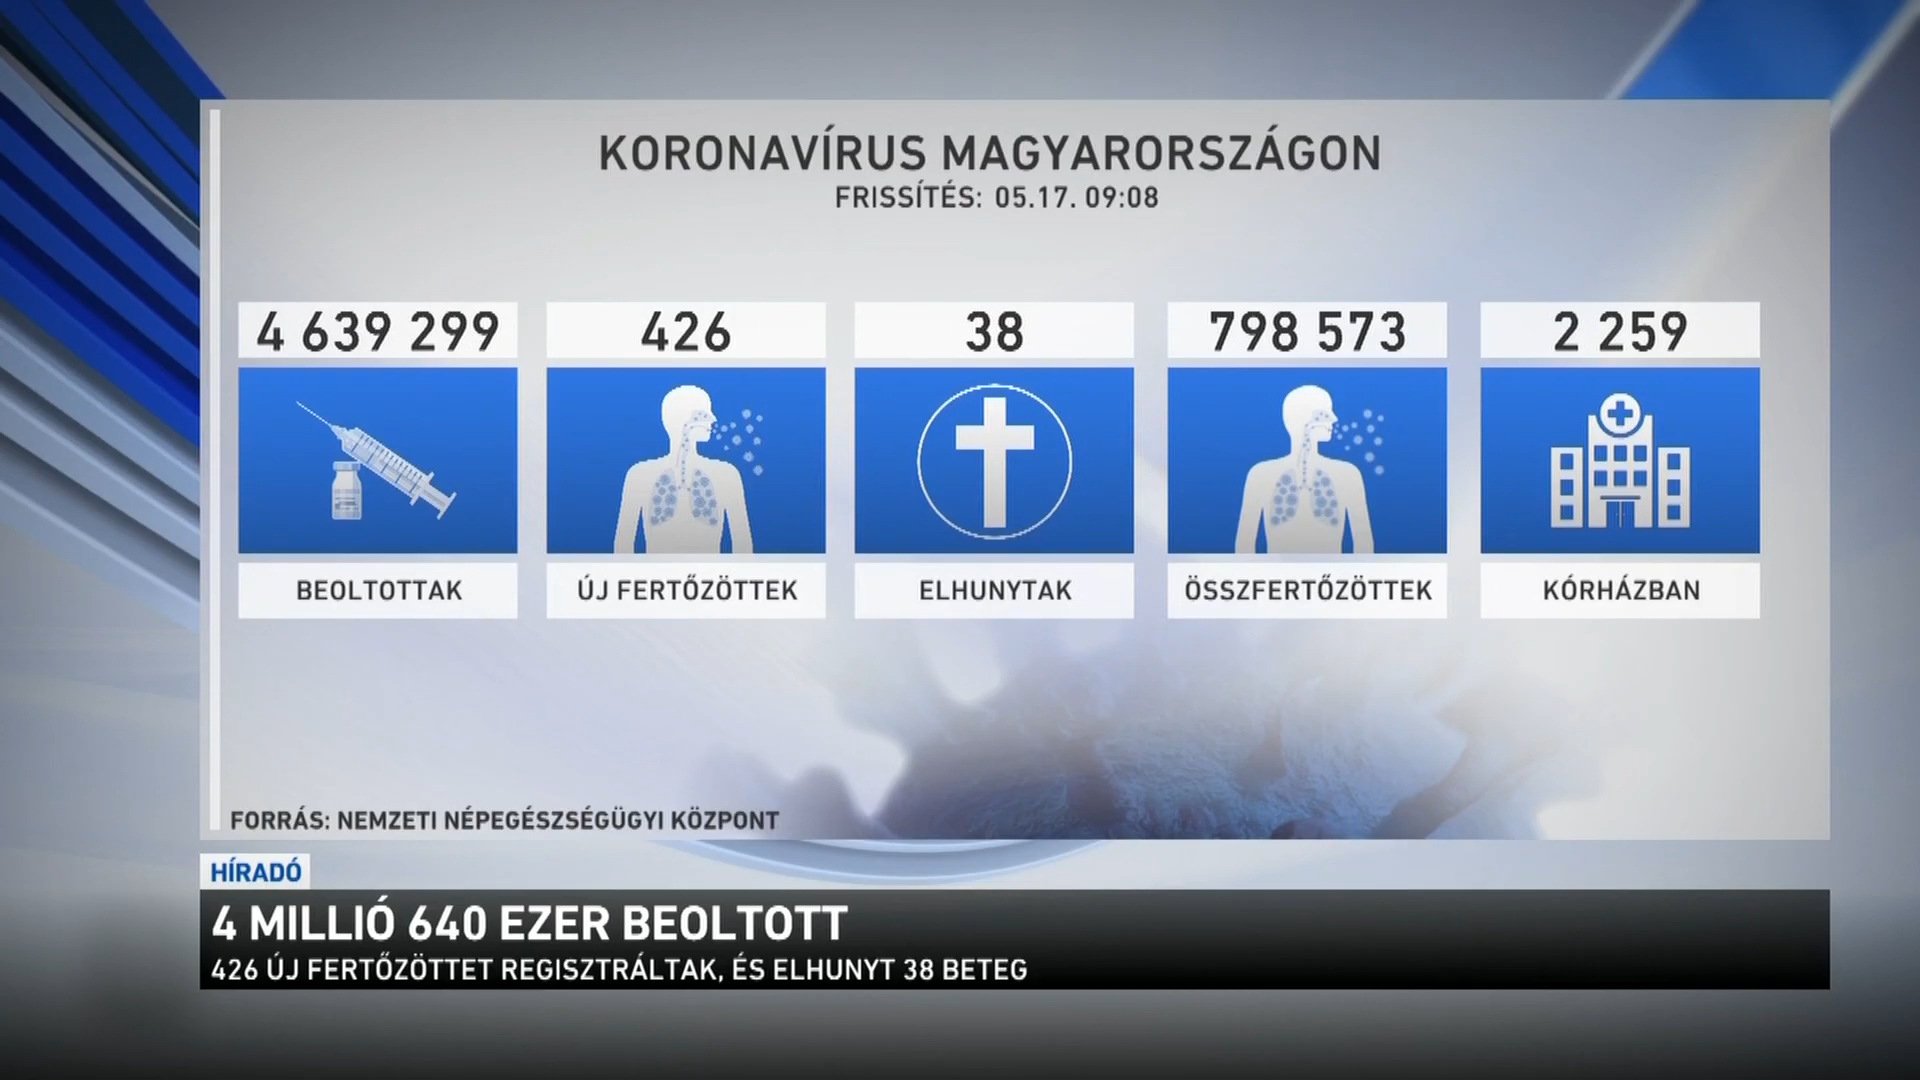 KORONAVÍRUS MAGYARORSZÁGON
FRISSÍTÉS: 05.17. 09:08
4 639 299
426
38
798 573
2 259
BEOLTOTTAK
ÚJ FERTŐZÖTTEK
ELHUNYTAK
ÖSSZFERTŐZÖTTEK
KÓRHÁZBAN
FORRÁS: NEMZETI NÉPEGÉSZSÉGÜGYI KÖZPONT
HÍRADÓ
4 MILLIÓ 640 EZER BEOLTOTT
426 ÚJ FERTŐZÖTTET REGISZTRÁLTAK, ÉS ELHUNYT 38 BETEG